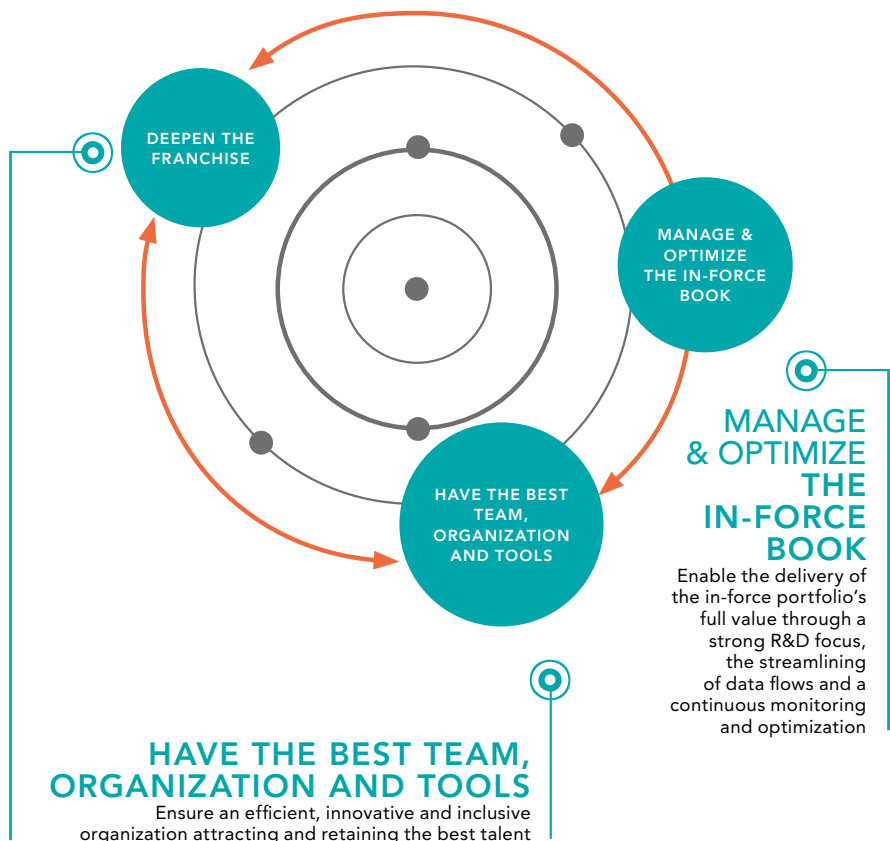 DEEPEN THE
FRANCHISE
MANAGE &
OPTIMIZE
THE IN-FORCE
BOOK
HAVE THE BEST
TEAM,
ORGANIZATION
AND TOOLS
MANAGE
& OPTIMIZE
THE
IN-FORCE
BOOK
Enable the delivery of
the in-force portfolio’s
full value through a
strong R&D focus,
the streamlining
of data flows and a
continuous monitoring
and optimization
HAVE THE BEST TEAM,
ORGANIZATION AND TOOLS
Ensure an efficient, innovative and inclusive
organization attracting and retaining the best talent